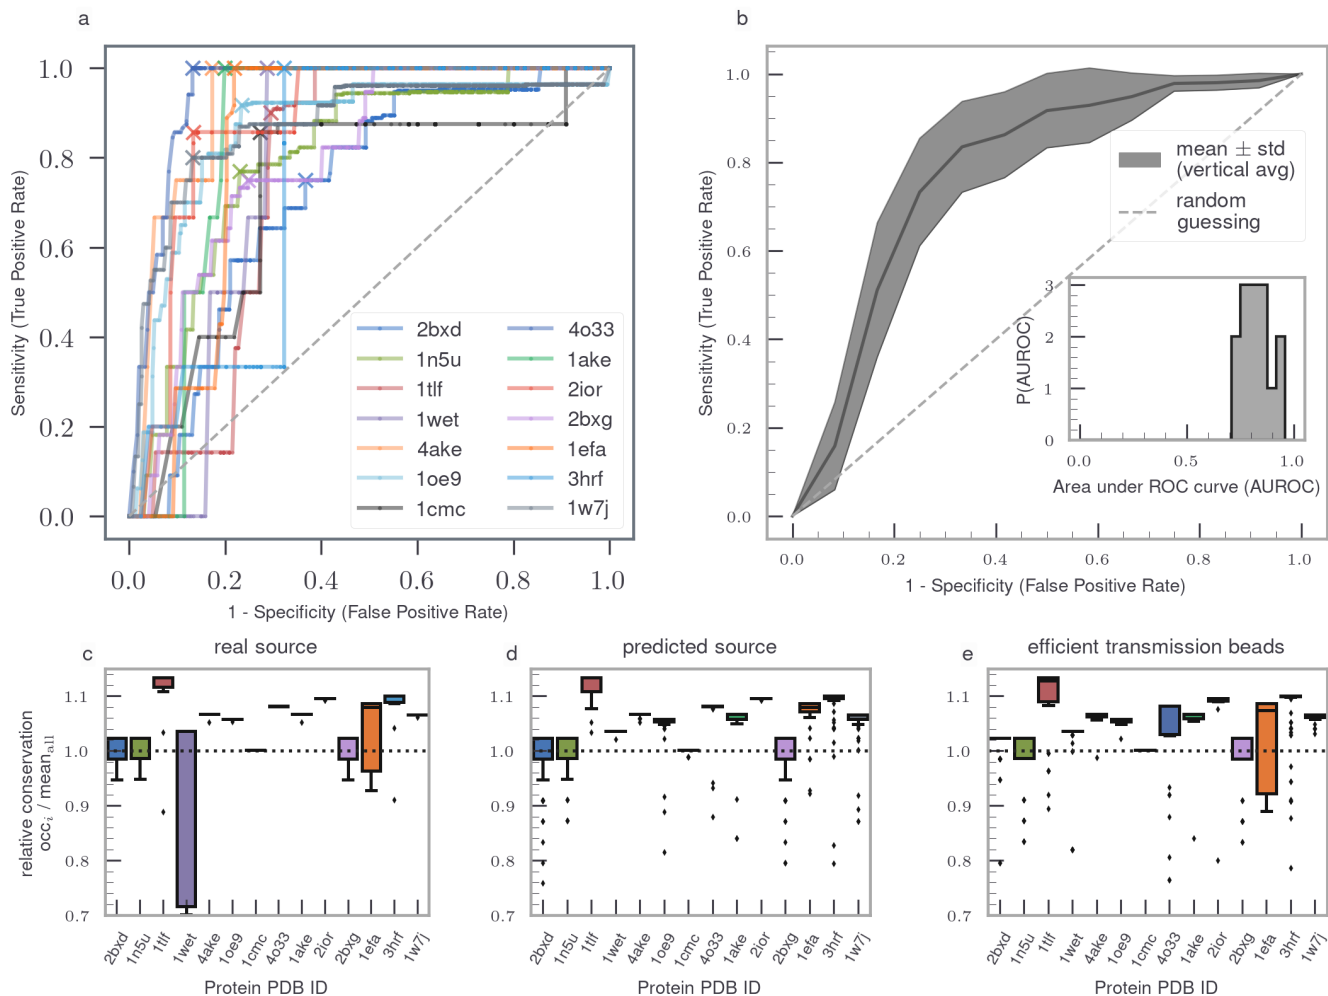 a
1.0
0.8
0.6
0.4
0.2
0.0
Sensitivity (True Positive Rate)
0.0 0.2 0.4 0.6 0.8 1.0
1 - Specificity (False Positive Rate)
2bxd 4o33
1n5u 1ake
1tlf 2ior
1wet 2bxg
4ake 1efa
1oe9 3hrf
1cmc 1w7j
b
1.0
0.8
0.6
0.4
0.2
0.0
Sensitivity (True Positive Rate)
0.0 0.2 0.4 0.6 0.8 1.0
1 - Specificity (False Positive Rate)
mean ± std
(vertical avg)
random
guessing
3
2
1
0
P(AUROC)
0.0 0.5 1.0
Area under ROC curve (AUROC)
c
real source
1.1
1.0
0.9
0.8
0.7
relative conservation
occ_i / mean_all
2bxd 1n5u 1tlf 1wet 4ake 1oe9 1cmc 4o33 1ake 2ior 2bxg 1efa 3hrf 1w7j
Protein PDB ID
d
predicted source
1.1
1.0
0.9
0.8
0.7
2bxd 1n5u 1tlf 1wet 4ake 1oe9 1cmc 4o33 1ake 2ior 2bxg 1efa 3hrf 1w7j
Protein PDB ID
e
efficient transmission beads
1.1
1.0
0.9
0.8
0.7
2bxd 1n5u 1tlf 1wet 4ake 1oe9 1cmc 4o33 1ake 2ior 2bxg 1efa 3hrf 1w7j
Protein PDB ID